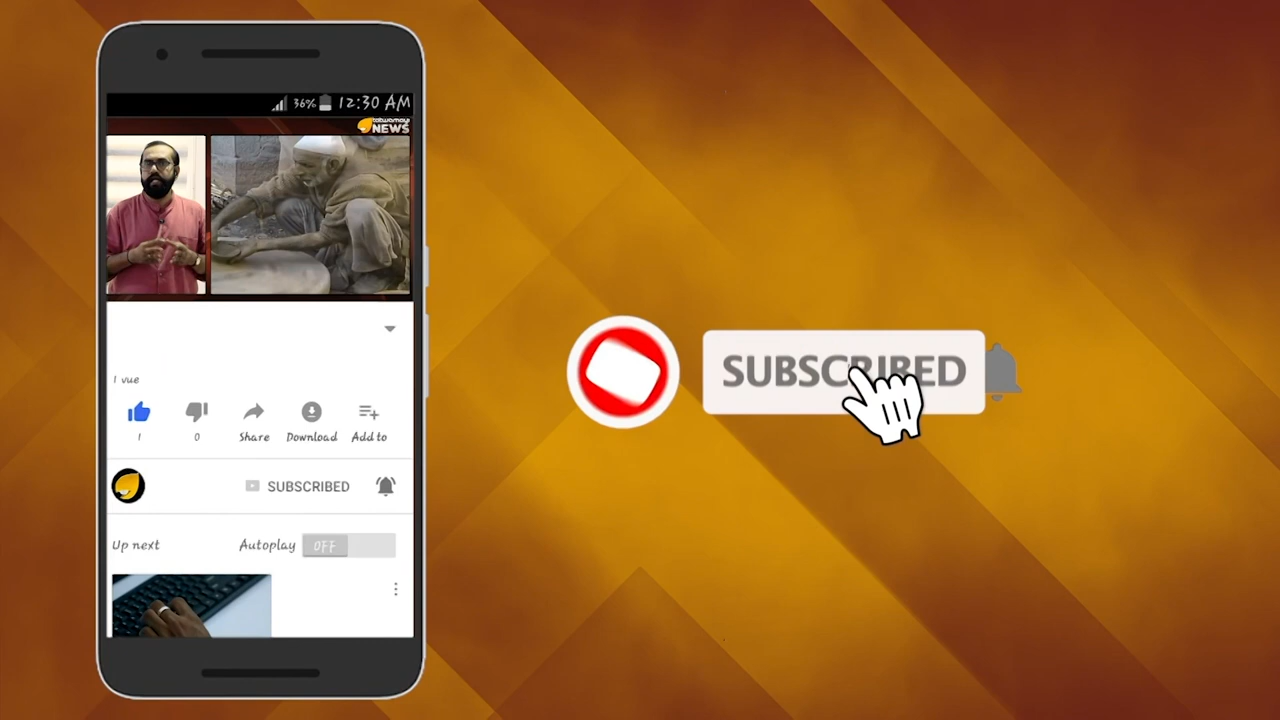 36% 12:30 AM
tatwamayi
NEWS
1 vue
1 0 Share Download Add to
SUBSCRIBED
Up next Autoplay OFF
SUBSCRIBED